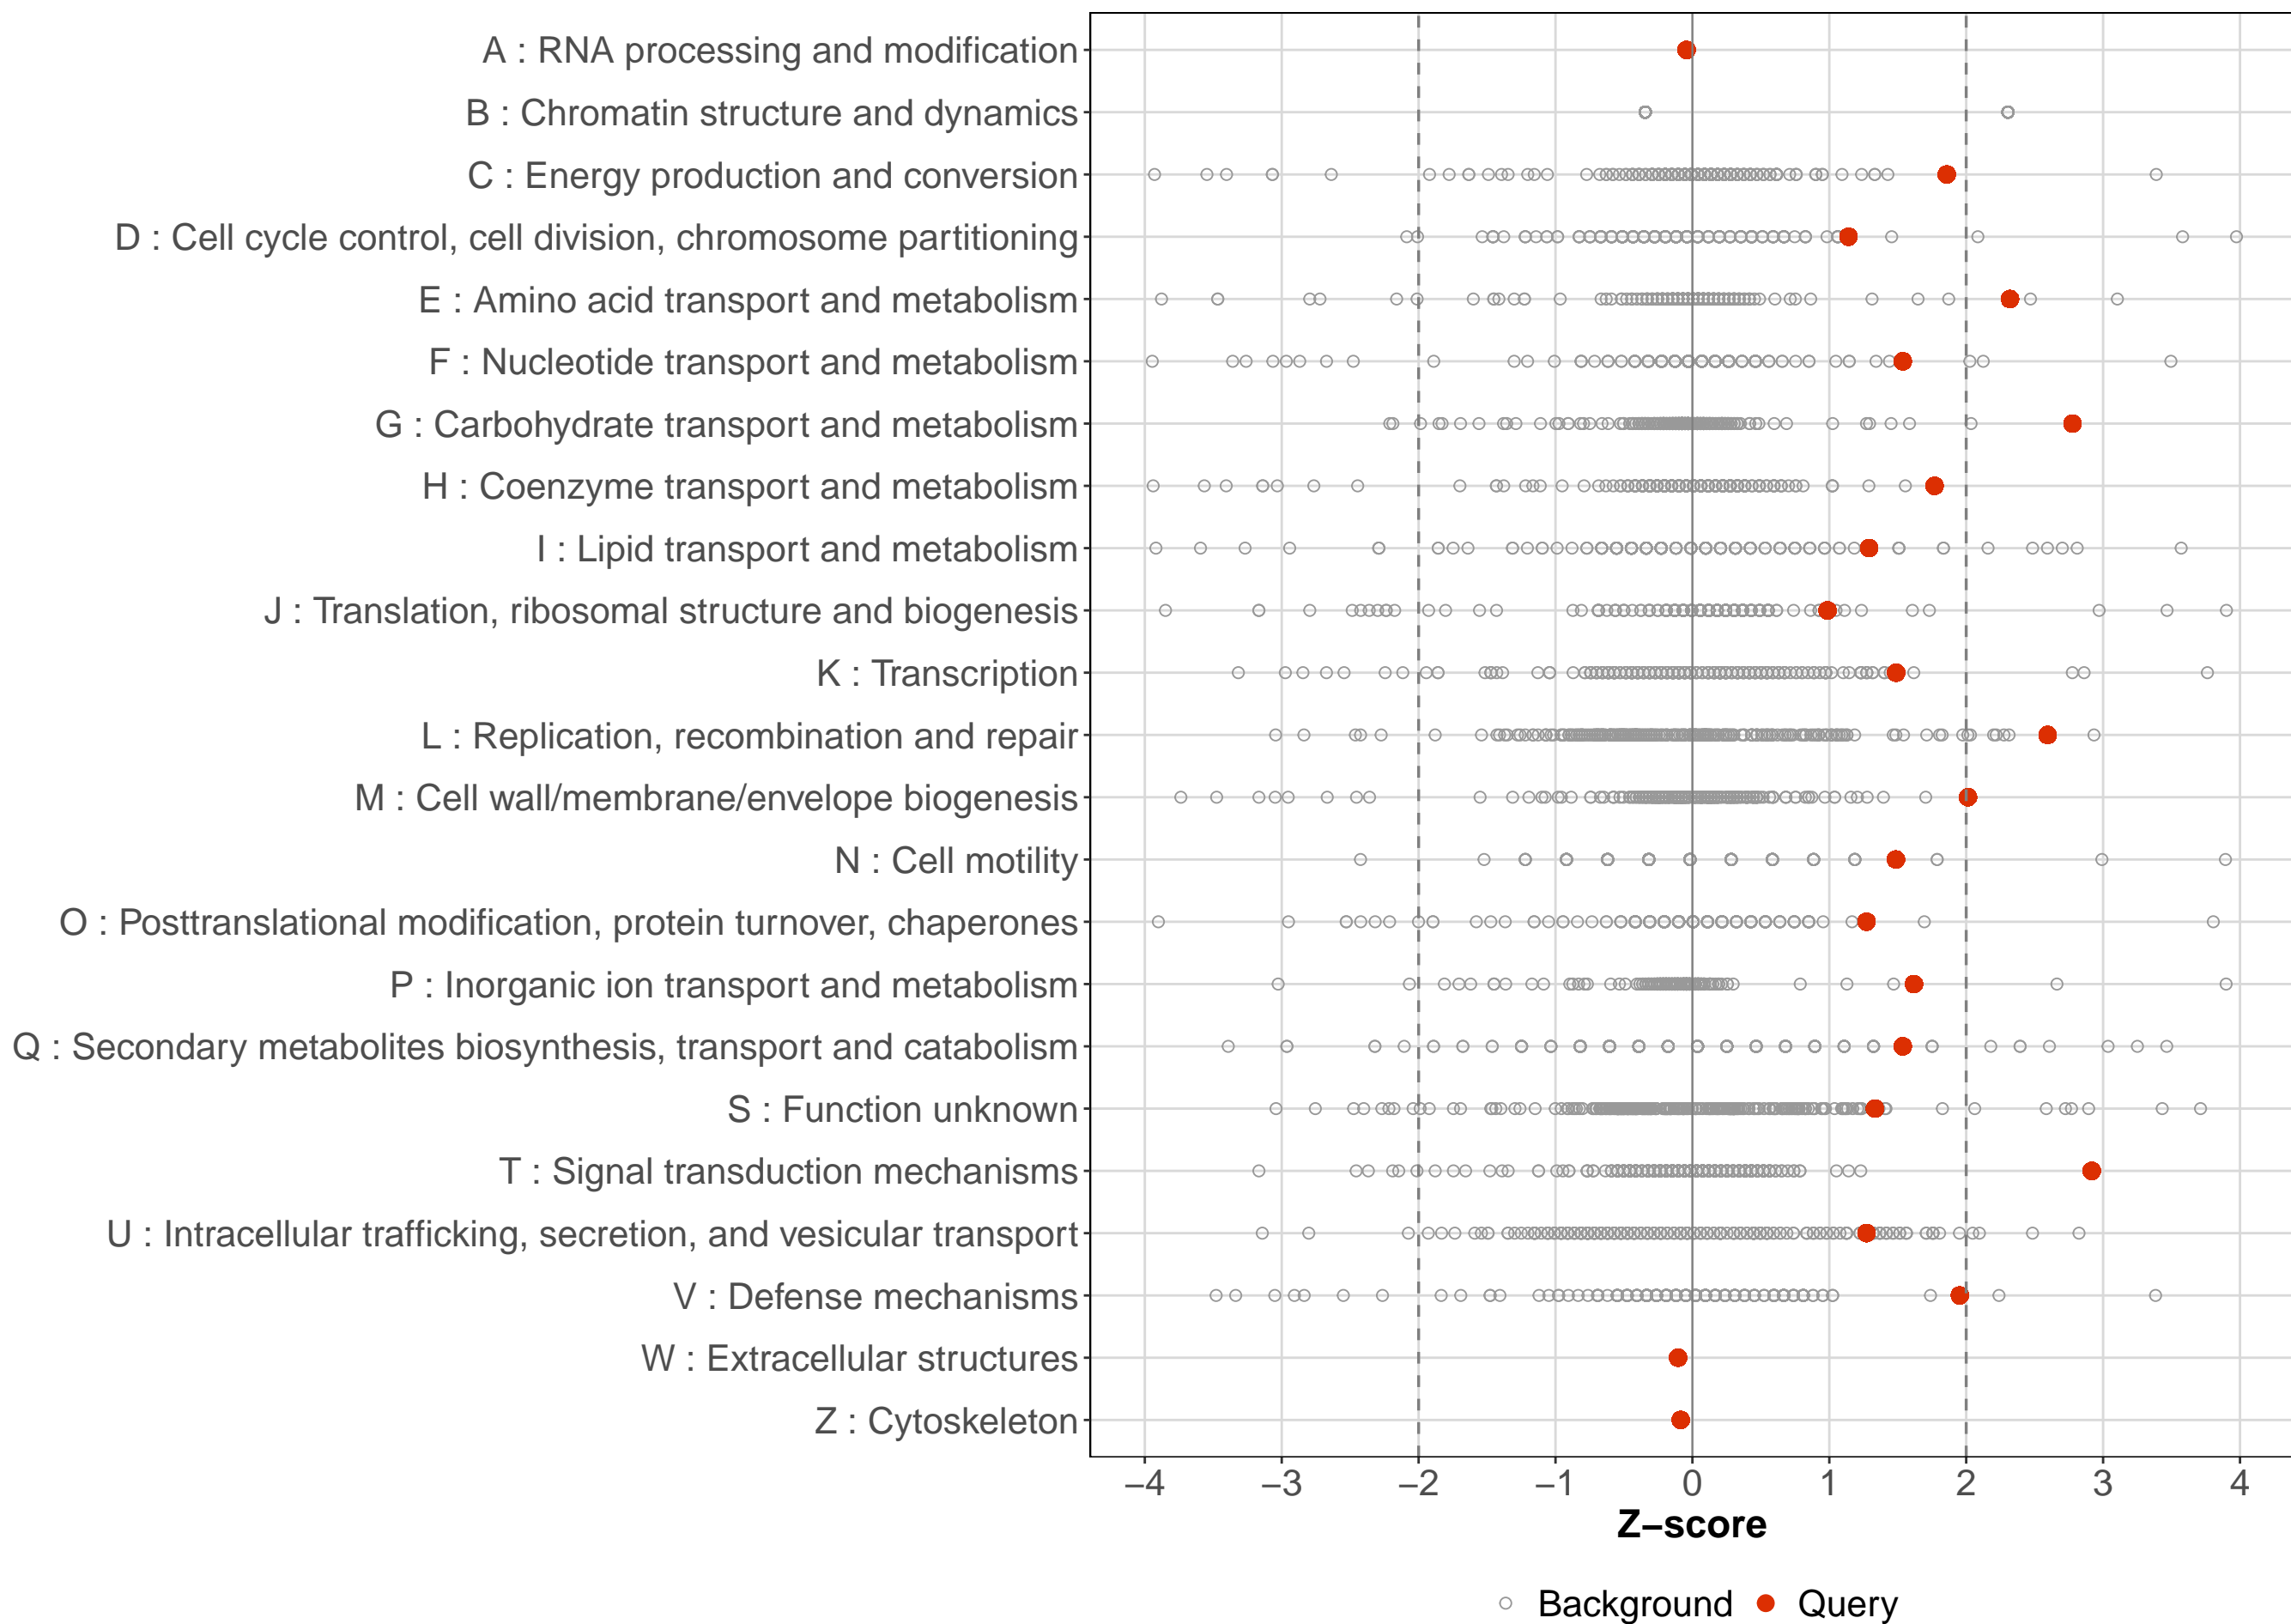 A : RNA processing and modification
B : Chromatin structure and dynamics
C : Energy production and conversion
D : Cell cycle control, cell division, chromosome partitioning
E : Amino acid transport and metabolism
F : Nucleotide transport and metabolism
G : Carbohydrate transport and metabolism
H : Coenzyme transport and metabolism
I : Lipid transport and metabolism
J : Translation, ribosomal structure and biogenesis
K : Transcription
L : Replication, recombination and repair
M : Cell wall/membrane/envelope biogenesis
N : Cell motility
O : Posttranslational modification, protein turnover, chaperones
P : Inorganic ion transport and metabolism
Q : Secondary metabolites biosynthesis, transport and catabolism
S : Function unknown
T : Signal transduction mechanisms
U : Intracellular trafficking, secretion, and vesicular transport
V : Defense mechanisms
W : Extracellular structures
Z : Cytoskeleton
−4 −3 −2 −1 0 1 2 3 4
Z−score
Background Query